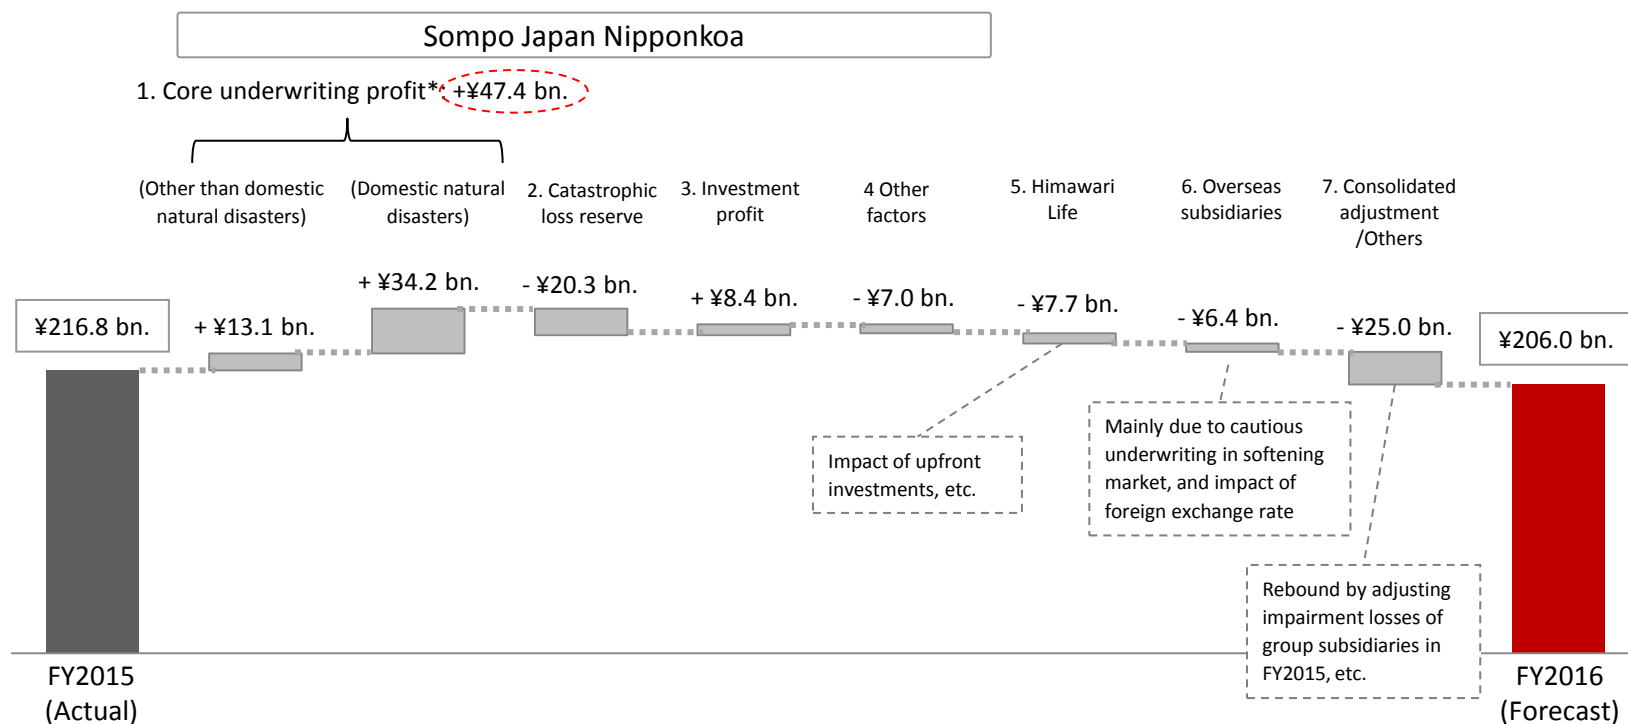 Sompo Japan Nipponkoa
1. Core underwriting profit*: +¥47.4 bn.
(Other than domestic
natural disasters)
(Domestic natural
disasters)
2. Catastrophic
loss reserve
3. Investment
profit
4 Other
factors
5. Himawari
Life
6. Overseas
subsidiaries
7. Consolidated
adjustment
/Others
¥216.8 bn.
+ ¥13.1 bn.
+ ¥34.2 bn.
- ¥20.3 bn.
+ ¥8.4 bn.
- ¥7.0 bn.
- ¥7.7 bn.
- ¥6.4 bn.
- ¥25.0 bn.
¥206.0 bn.
Impact of upfront
investments, etc.
Mainly due to cautious
underwriting in softening
market, and impact of
foreign exchange rate
Rebound by adjusting
impairment losses of
group subsidiaries in
FY2015, etc.
FY2015
(Actual)
FY2016
(Forecast)